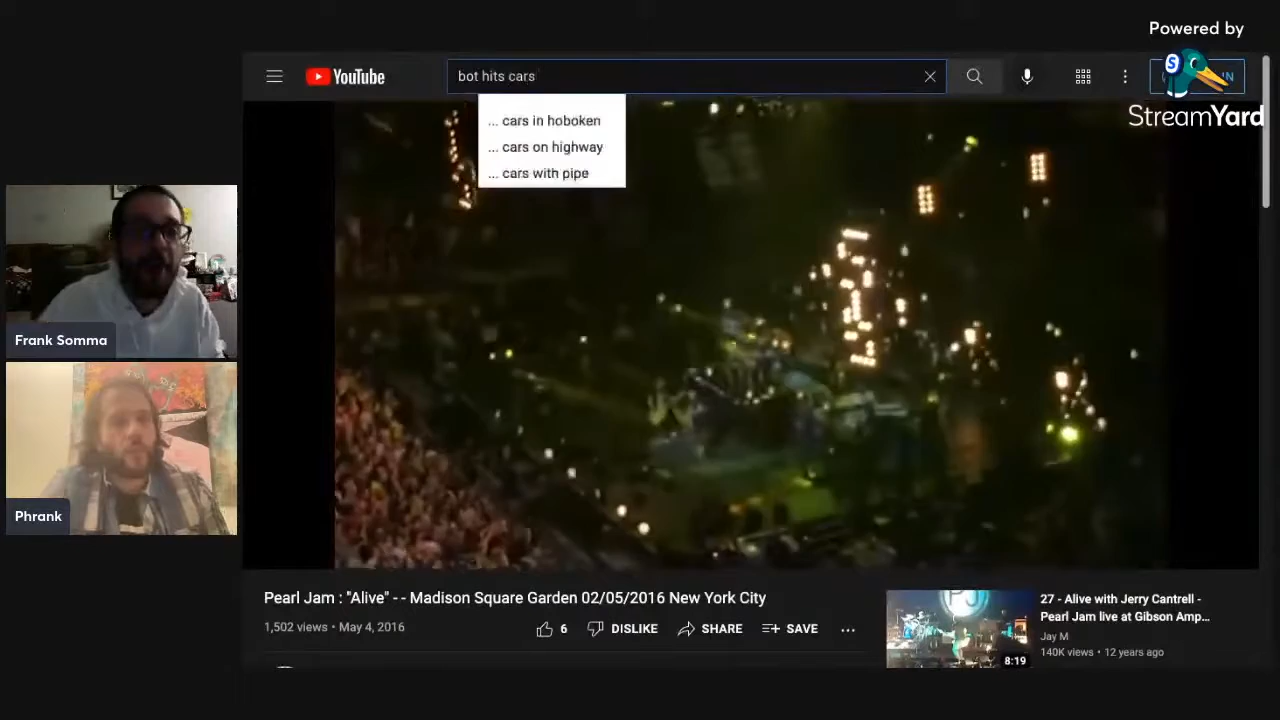 Powered by
StreamYard
YouTube
bot hits cars
... cars in hoboken
... cars on highway
... cars with pipe
Frank Somma
Phrank
Pearl Jam : "Alive" - - Madison Square Garden 02/05/2016 New York City
1,502 views • May 4, 2016
6
DISLIKE
SHARE
SAVE
27 - Alive with Jerry Cantrell -
Pearl Jam live at Gibson Amp...
Jay M
140K views • 12 years ago
8:19
PJ